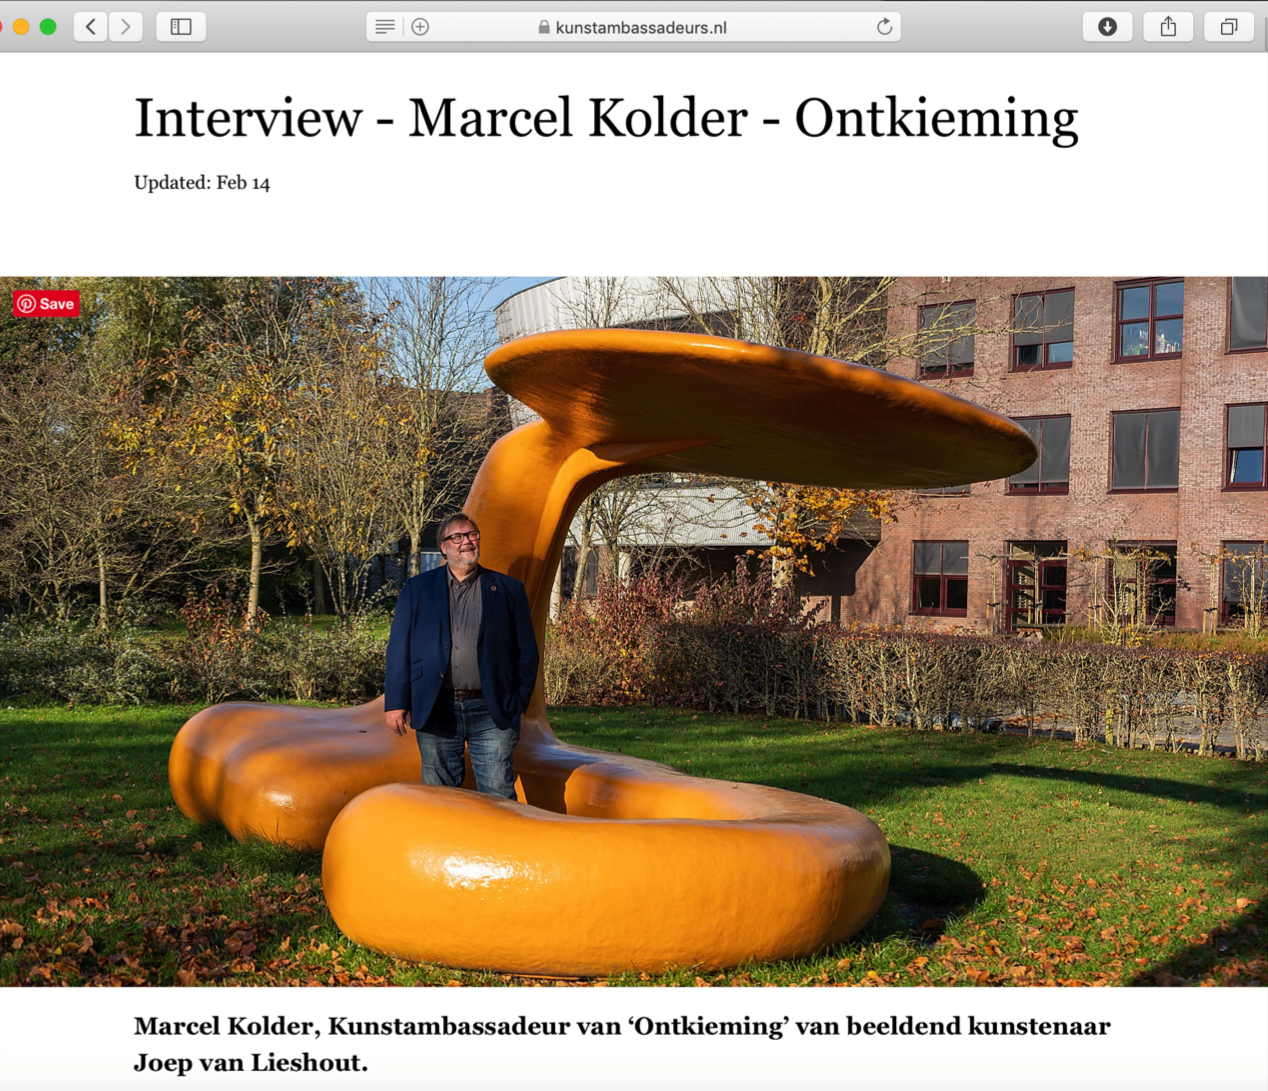 kunstambassadeurs.nl
Interview - Marcel Kolder - Ontkieming
Updated: Feb 14
Save
Marcel Kolder, Kunstambassadeur van ‘Ontkieming’ van beeldend kunstenaar
Joep van Lieshout.